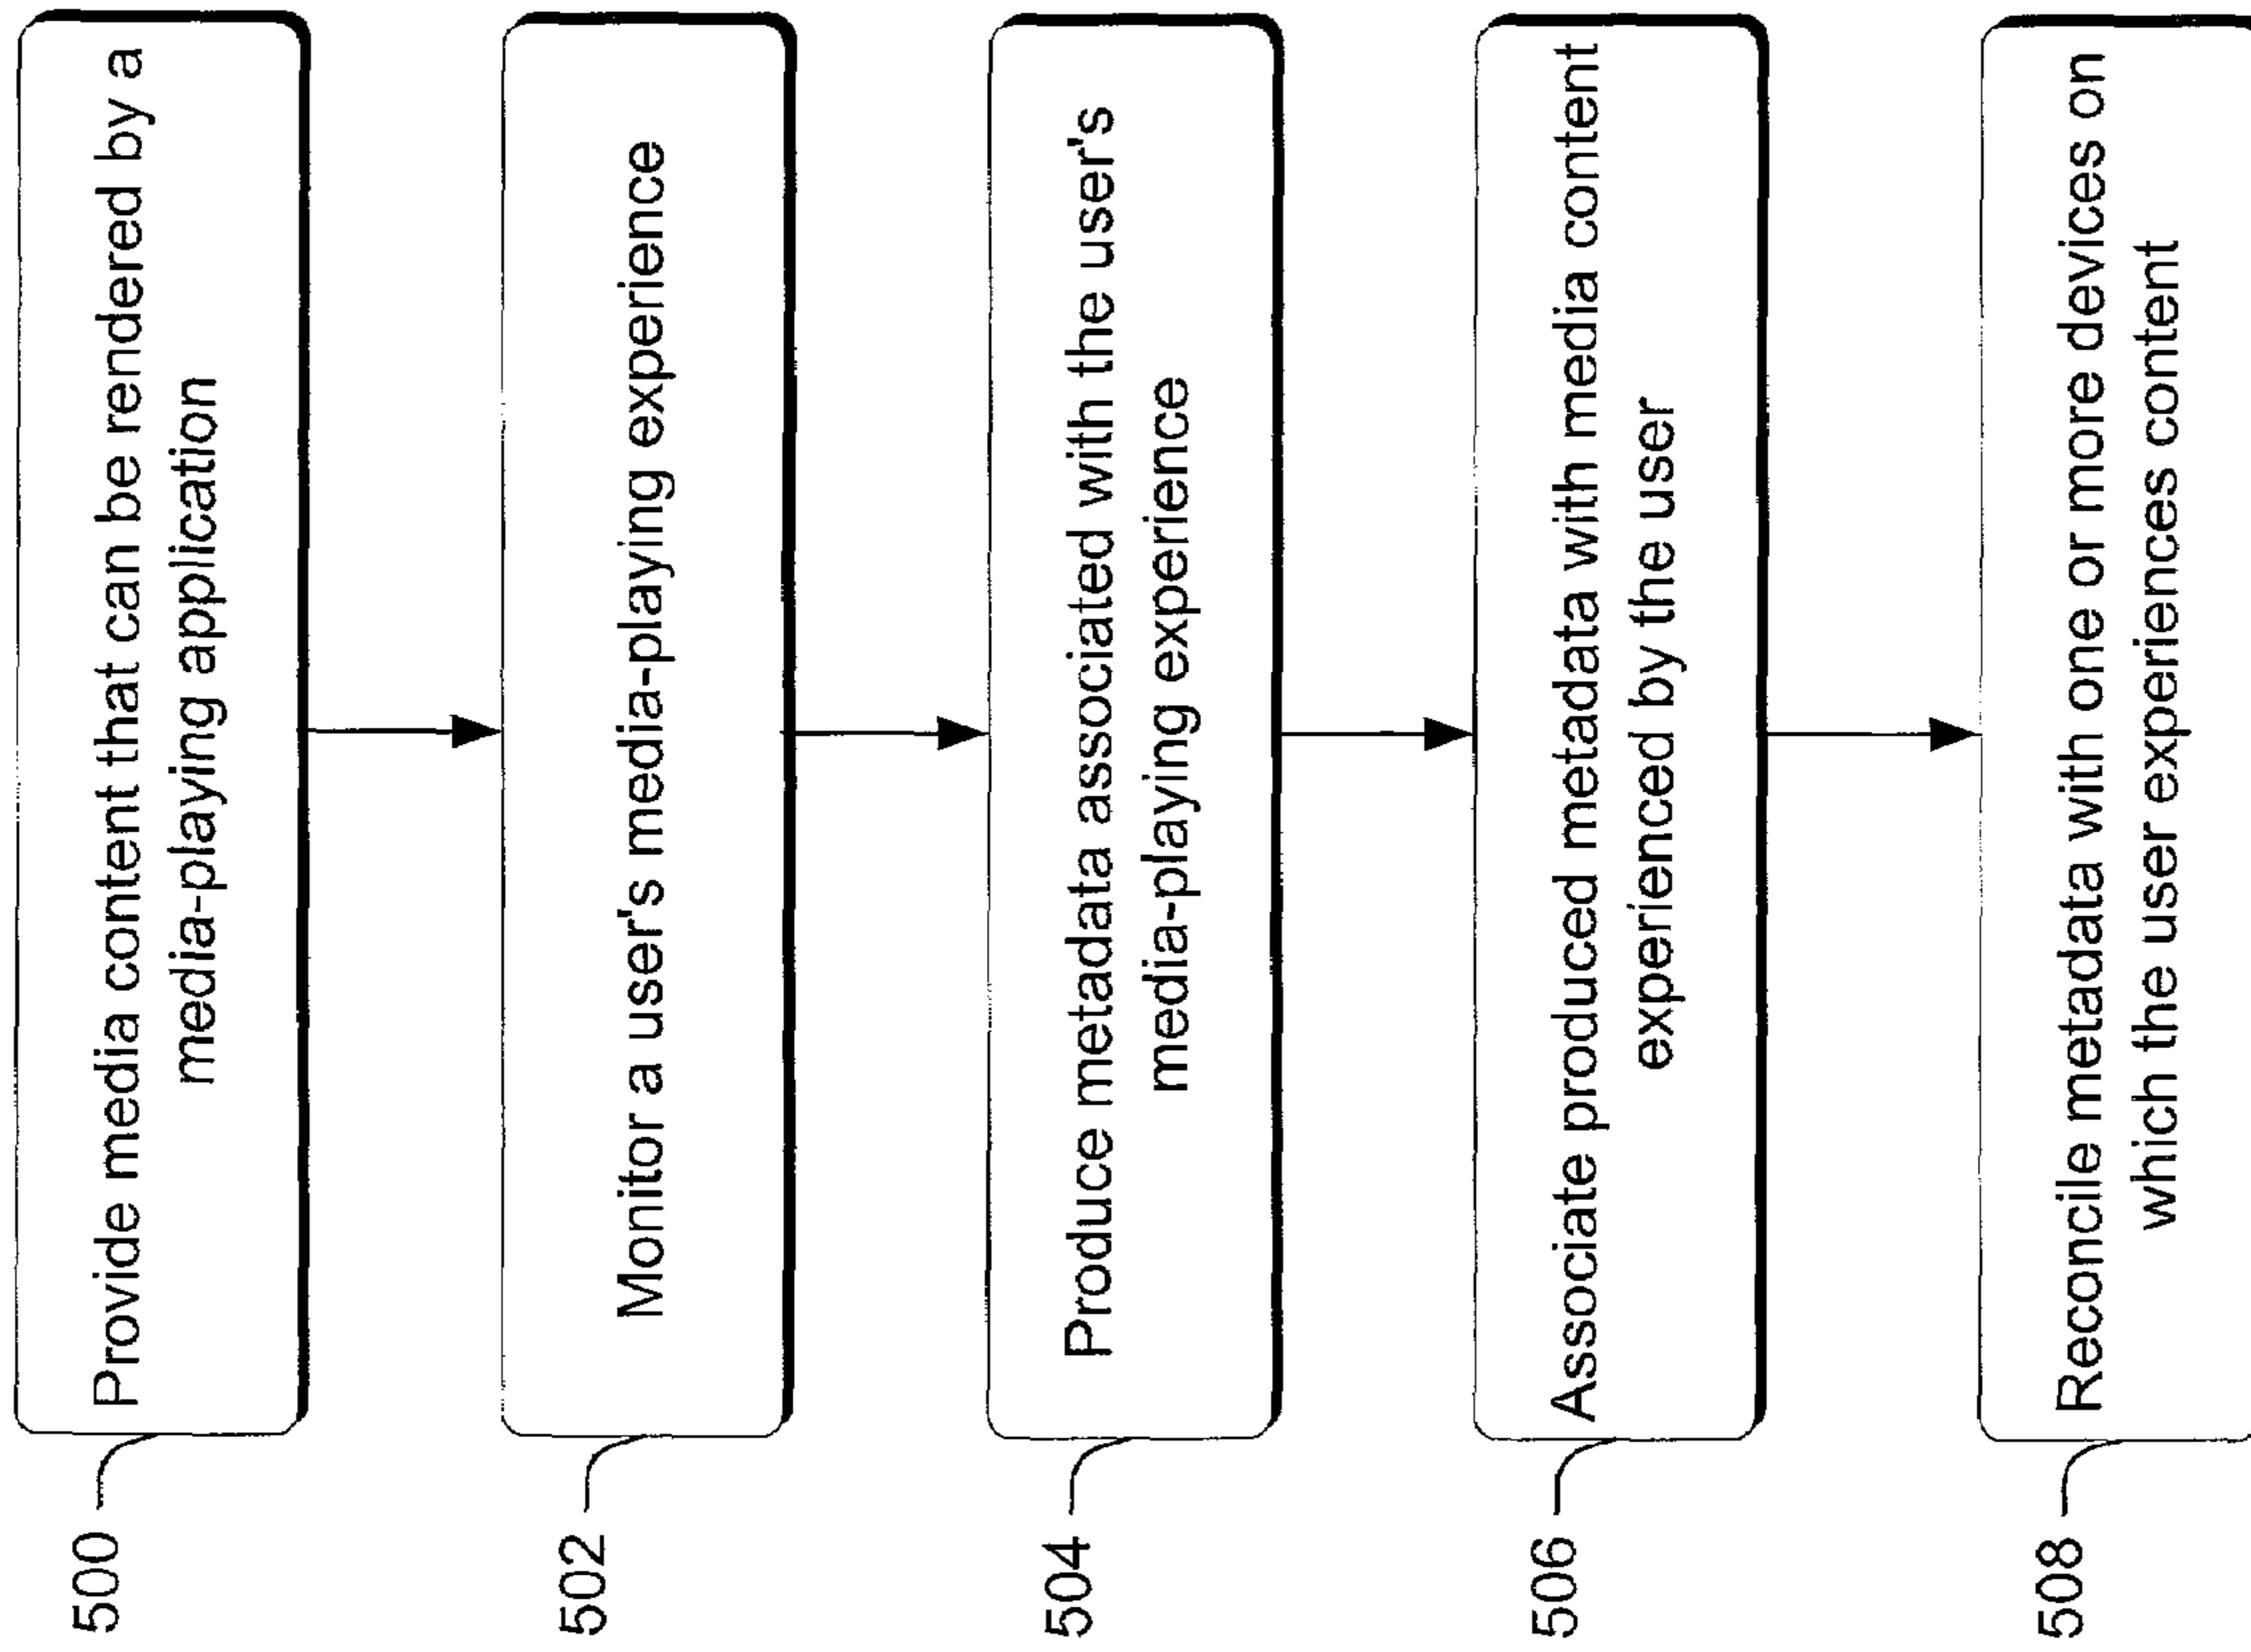 500
Provide media content that can be rendered by a
media-playing application
502
Monitor a user's media-playing experience
504
Produce metadata associated with the user's
media-playing experience
506
Associate produced metadata with media content
experienced by the user
508
Reconcile metadata with one or more devices on
which the user experiences content